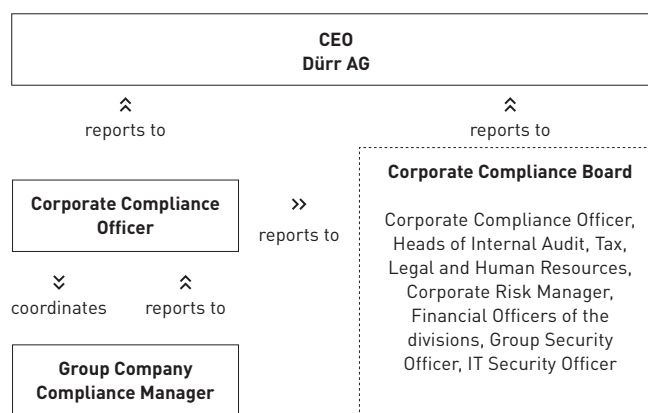 CEO
Dürr AG
reports to
reports to
Corporate Compliance
Officer
reports to
coordinates
reports to
Group Company
Compliance Manager
Corporate Compliance Board
Corporate Compliance Officer,
Heads of Internal Audit, Tax,
Legal and Human Resources,
Corporate Risk Manager,
Financial Officers of the
divisions, Group Security
Officer, IT Security Officer